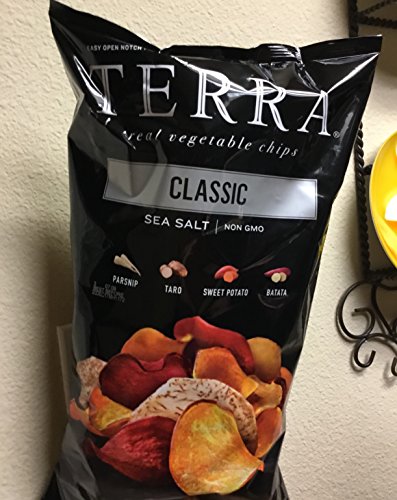 EASY OPEN NOTCH
TERRA®
real vegetable chips
CLASSIC
SEA SALT | NON GMO
PARSNIP
TARO
SWEET POTATO
BATATA